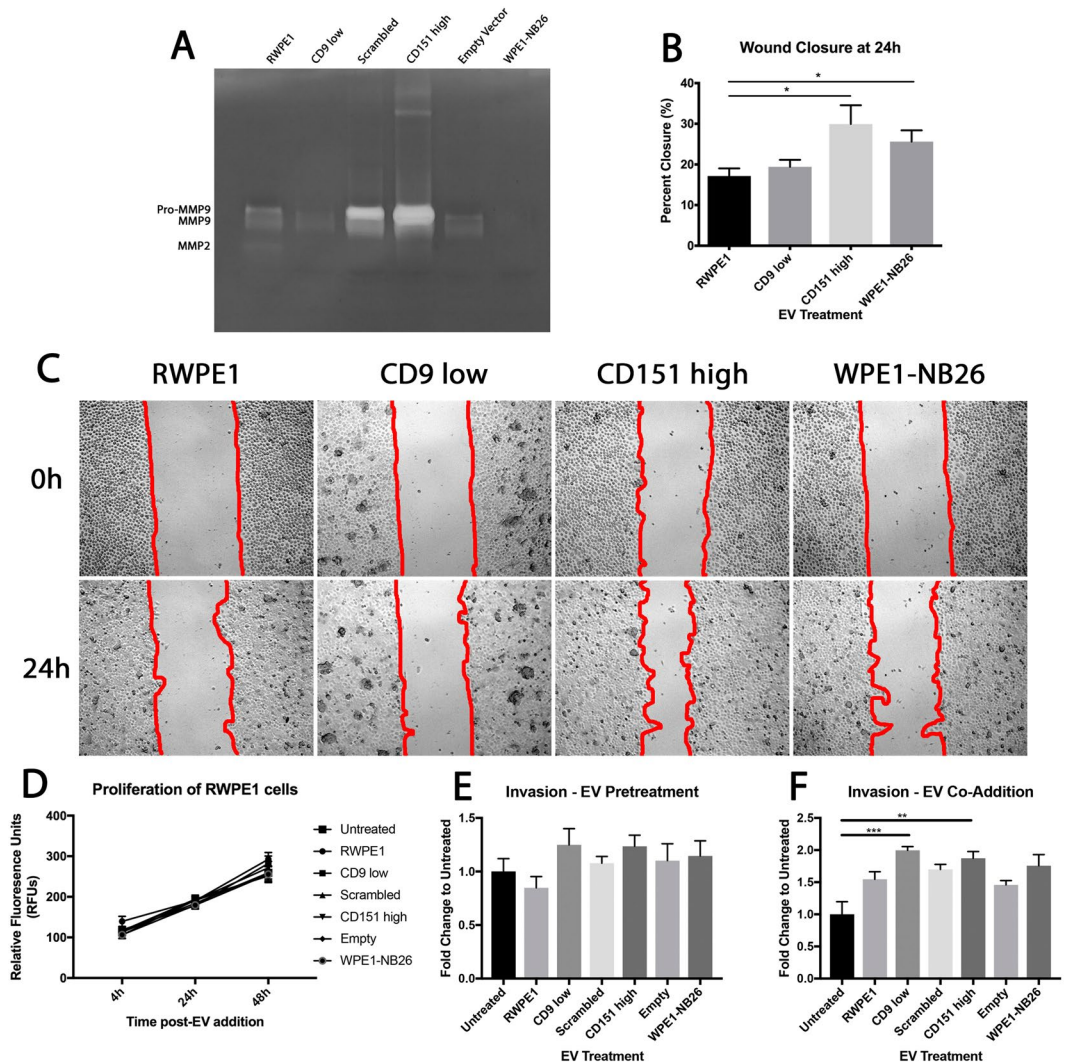 A
RWPE1
CD9 low
Scrambled
CD151 high
Empty Vector
WPE1-NB26
Pro-MMP9
MMP9
MMP2
B
Wound Closure at 24h
*
*
Percent Closure (%)
40
30
20
10
0
RWPE1
CD9 low
CD151 high
WPE1-NB26
EV Treatment
C
RWPE1
CD9 low
CD151 high
WPE1-NB26
0h
24h
D
Proliferation of RWPE1 cells
Relative Fluoresence Units
(RFUs)
400
300
200
100
0
4h
24h
48h
Time post-EV addition
Untreated
RWPE1
CD9 low
Scrambled
CD151 high
Empty
WPE1-NB26
E
Invasion - EV Pretreatment
Fold Change to Untreated
1.5
1.0
0.5
0.0
Untreated
RWPE1
CD9 low
Scrambled
CD151 high
Empty
WPE1-NB26
EV Treatment
F
Invasion - EV Co-Addition
**
***
Fold Change to Untreated
2.5
2.0
1.5
1.0
0.5
0.0
Untreated
RWPE1
CD9 low
Scrambled
CD151 high
Empty
WPE1-NB26
EV Treatment